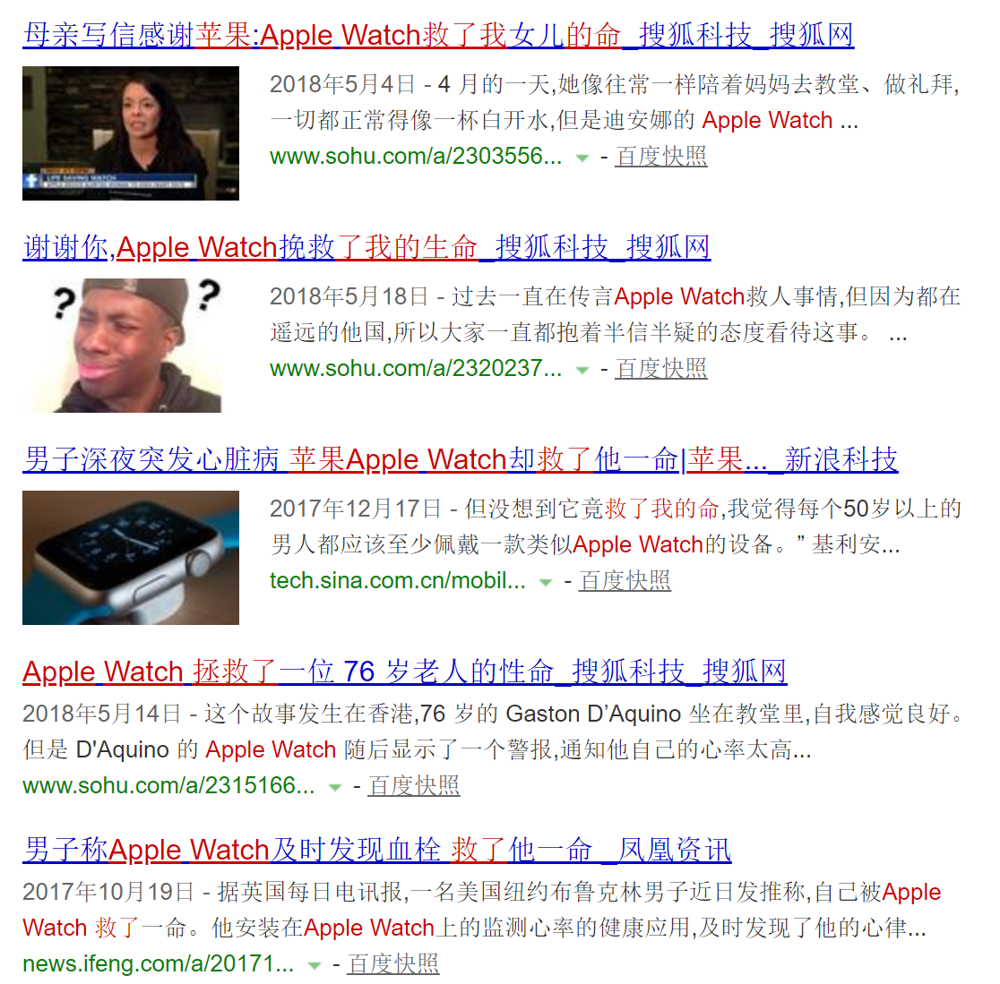 母亲写信感谢苹果:Apple Watch救了我女儿的命_搜狐科技_搜狐网
2018年5月4日 - 4 月的一天,她像往常一样陪着妈妈去教堂、做礼拜,
一切都正常得像一杯白开水,但是迪安娜的 Apple Watch ...
www.sohu.com/a/2303556... - 百度快照
LIFE SAVING WATCH
谢谢你,Apple Watch挽救了我的生命_搜狐科技_搜狐网
? ?
2018年5月18日 - 过去一直在传言Apple Watch救人事情,但因为都在
遥远的他国,所以大家一直都抱着半信半疑的态度看待这事。 ...
www.sohu.com/a/2320237... - 百度快照
男子深夜突发心脏病 苹果Apple Watch却救了他一命|苹果..._新浪科技
2017年12月17日 - 但没想到它竟救了我的命,我觉得每个50岁以上的
男人都应该至少佩戴一款类似Apple Watch的设备。” 基利安...
tech.sina.com.cn/mobil... - 百度快照
Apple Watch 拯救了一位 76 岁老人的性命_搜狐科技_搜狐网
2018年5月14日 - 这个故事发生在香港,76 岁的 Gaston D’Aquino 坐在教堂里,自我感觉良好。
但是 D'Aquino 的 Apple Watch 随后显示了一个警报,通知他自己的心率太高...
www.sohu.com/a/2315166... - 百度快照
男子称Apple Watch及时发现血栓 救了他一命 _凤凰资讯
2017年10月19日 - 据英国每日电讯报,一名美国纽约布鲁克林男子近日发推称,自己被Apple
Watch 救了一命。他安装在Apple Watch上的监测心率的健康应用,及时发现了他的心律...
news.ifeng.com/a/20171... - 百度快照